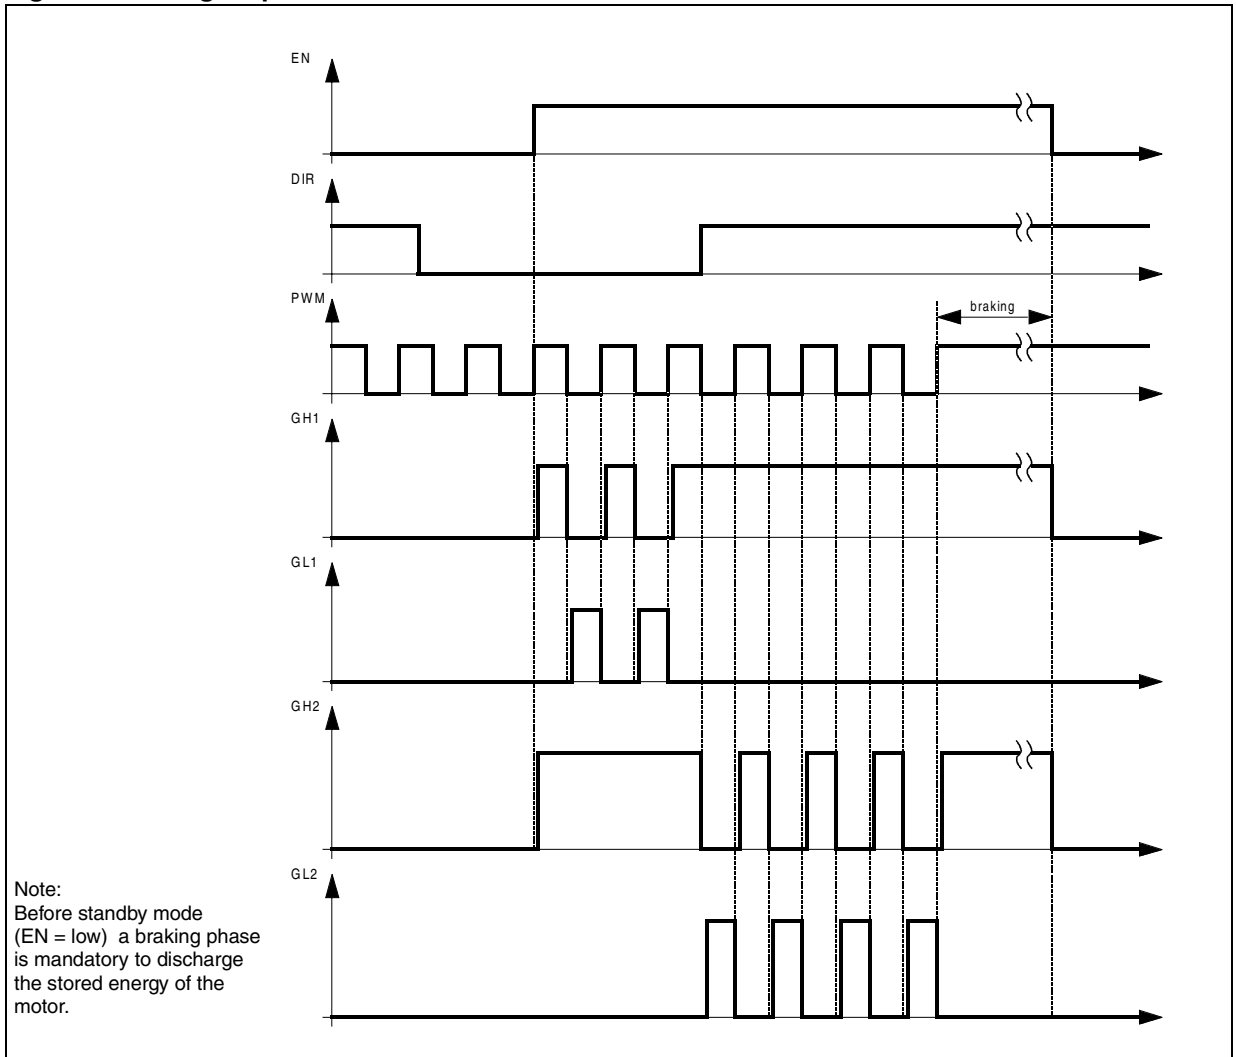 EN
DIR
PWM
braking
GH1
GL1
GH2
GL2
Note:
Before standby mode
(EN = low) a braking phase
is mandatory to discharge
the stored energy of the
motor.